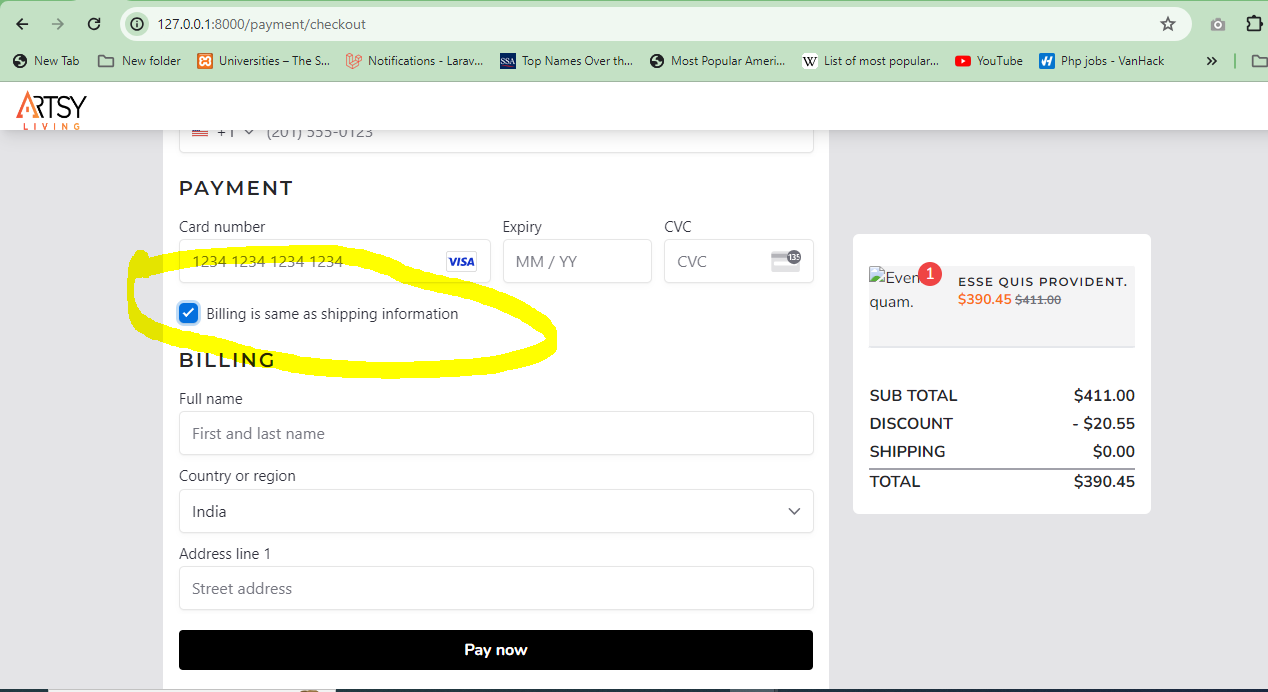 127.0.0.1:8000/payment/checkout
New Tab New folder Universities – The S... Notifications - Larav... SSA Top Names Over th... Most Popular Ameri... W List of most popular... YouTube Php jobs - VanHack »
ARTSY
LIVING
+1 (201) 555-0123
PAYMENT
Card number Expiry CVC
1234 1234 1234 1234 VISA MM / YY CVC 135
Billing is same as shipping information
BILLING
Full name
First and last name
Country or region
India
Address line 1
Street address
Pay now
Even
quam.
1
ESSE QUIS PROVIDENT.
$390.45 $411.00
SUB TOTAL $411.00
DISCOUNT - $20.55
SHIPPING $0.00
TOTAL $390.45